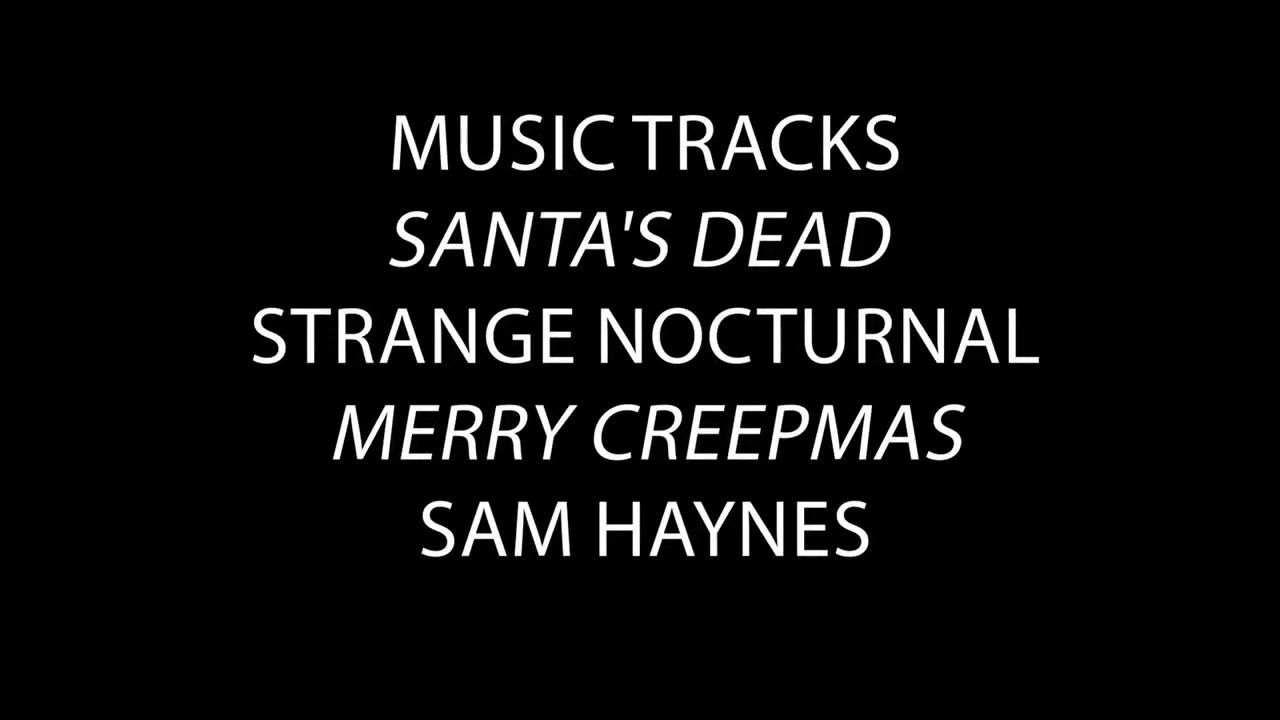 MUSIC TRACKS
SANTA'S DEAD
STRANGE NOCTURNAL
MERRY CREEPMAS
SAM HAYNES